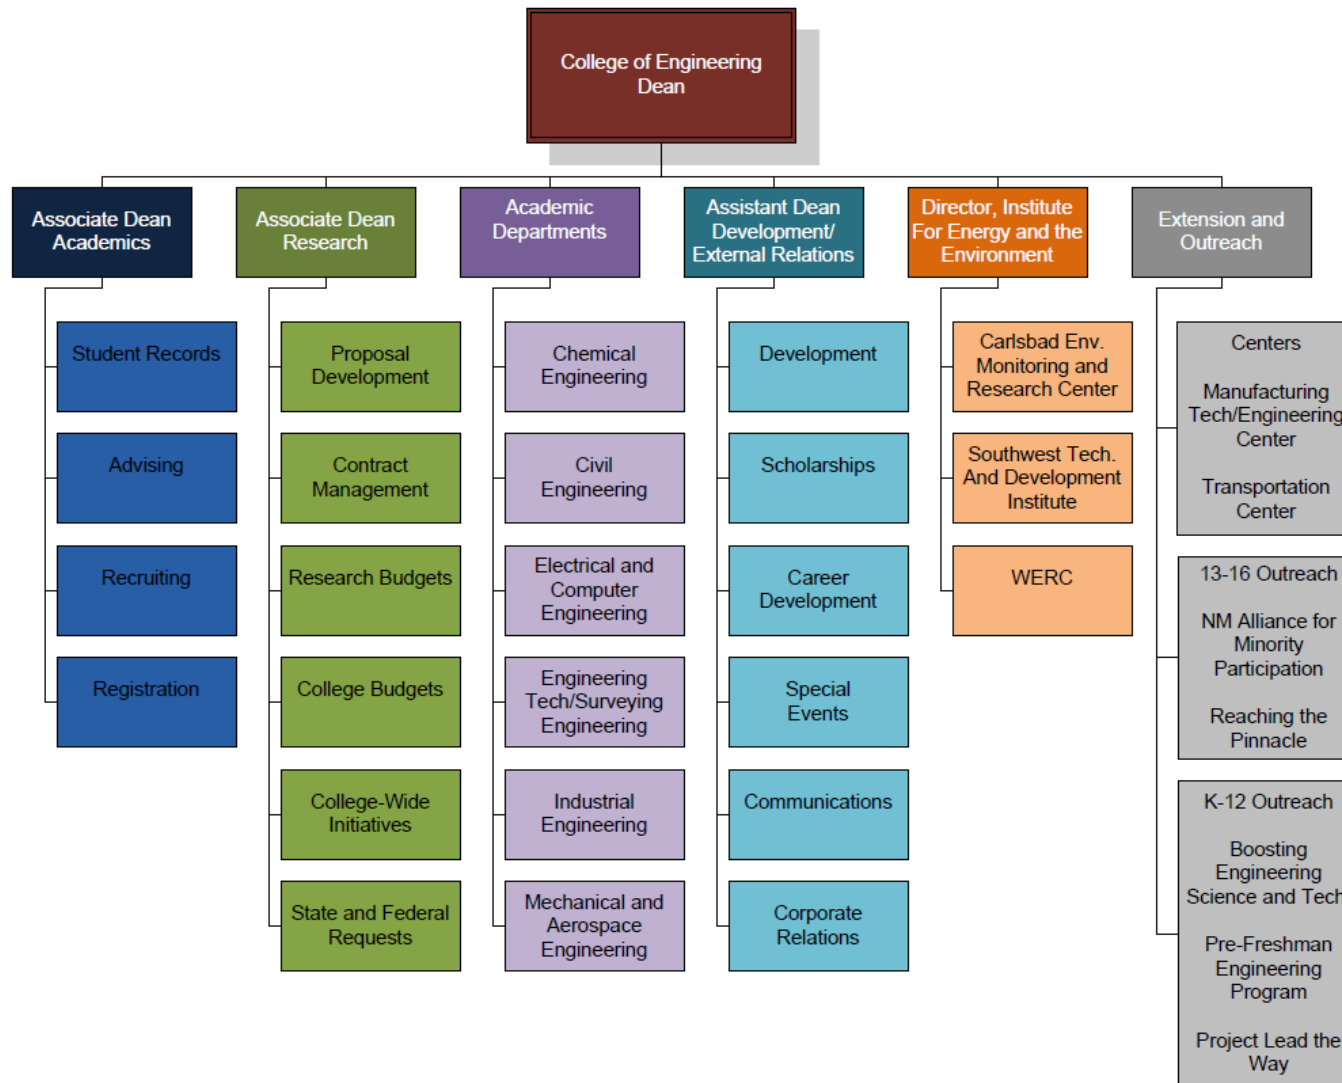 College of Engineering
Dean
Associate Dean
Academics
Student Records
Advising
Recruiting
Registration
Associate Dean
Research
Proposal
Development
Contract
Management
Research Budgets
College Budgets
College-Wide
Initiatives
State and Federal
Requests
Academic
Departments
Chemical
Engineering
Civil
Engineering
Electrical and
Computer
Engineering
Engineering
Tech/Surveying
Engineering
Industrial
Engineering
Mechanical and
Aerospace
Engineering
Assistant Dean
Development/
External Relations
Development
Scholarships
Career
Development
Special
Events
Communications
Corporate
Relations
Director, Institute
For Energy and the
Environment
Carlsbad Env.
Monitoring and
Research Center
Southwest Tech.
And Development
Institute
WERC
Extension and
Outreach
Centers
Manufacturing
Tech/Engineering
Center
Transportation
Center
13-16 Outreach
NM Alliance for
Minority
Participation
Reaching the
Pinnacle
K-12 Outreach
Boosting
Engineering
Science and Tech
Pre-Freshman
Engineering
Program
Project Lead the
Way